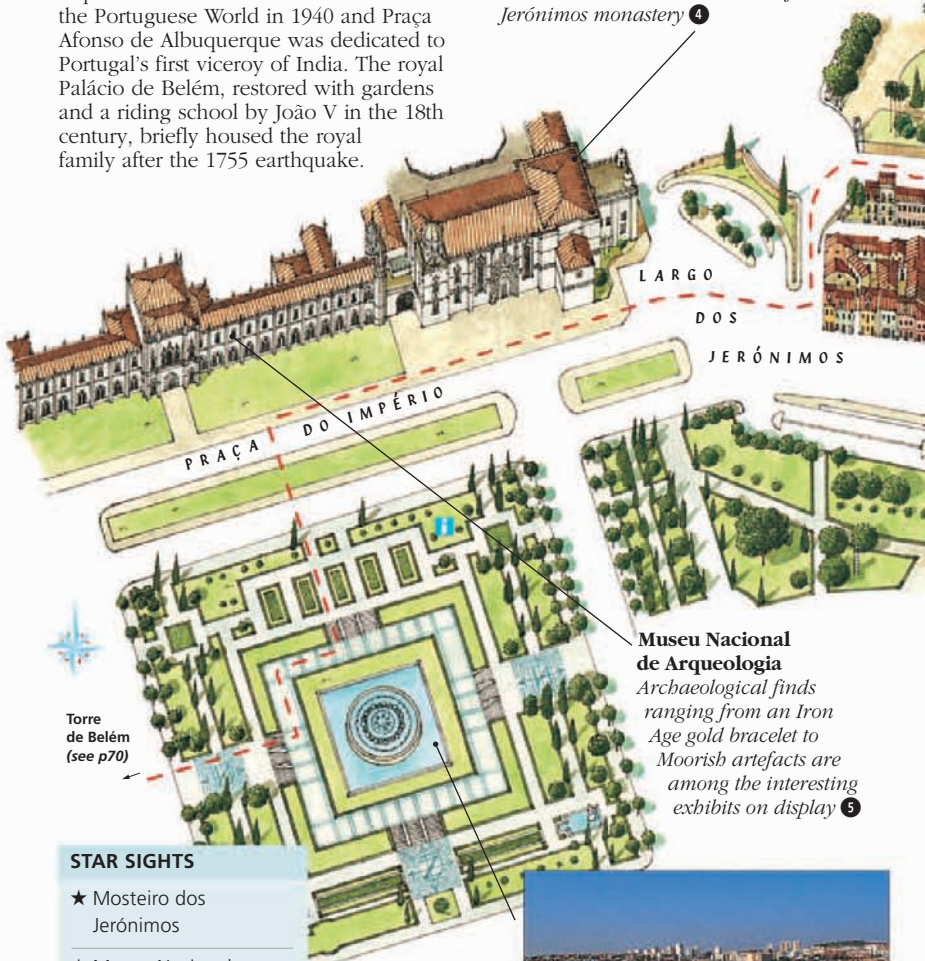 the Portuguese World in 1940 and Praça
Afonso de Albuquerque was dedicated to
Portugal's first viceroy of India. The royal
Palácio de Belém, restored with gardens
and a riding school by João V in the 18th
century, briefly housed the royal
family after the 1755 earthquake.
Jerónimos monastery 4
LARGO
DOS
JERÓNIMOS
PRAÇA DO IMPÉRIO
i
Museu Nacional
de Arqueologia
Archaeological finds
ranging from an Iron
Age gold bracelet to
Moorish artefacts are
among the interesting
exhibits on display 5
Torre
de Belém
(see p70)
STAR SIGHTS
★ Mosteiro dos
Jerónimos